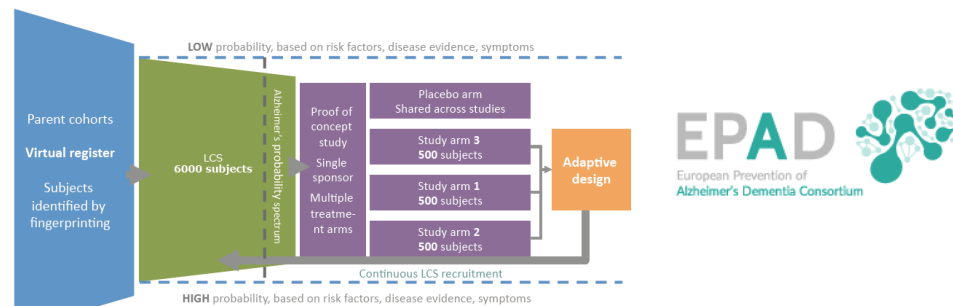 LOW probability, based on risk factors, disease evidence, symptoms
Parent cohorts
Virtual register
Subjects
identified by
fingerprinting
LCS
6000 subjects
Alzheimer's probability spectrum
Proof of
concept
study
Single
sponsor
Multiple
treatme-
nt arms
Placebo arm
Shared across studies
Study arm 3
500 subjects
Study arm 1
500 subjects
Study arm 2
500 subjects
Adaptive
design
Continuous LCS recruitment
HIGH probability, based on risk factors, disease evidence, symptoms
EPAD
European Prevention of
Alzheimer's Dementia Consortium